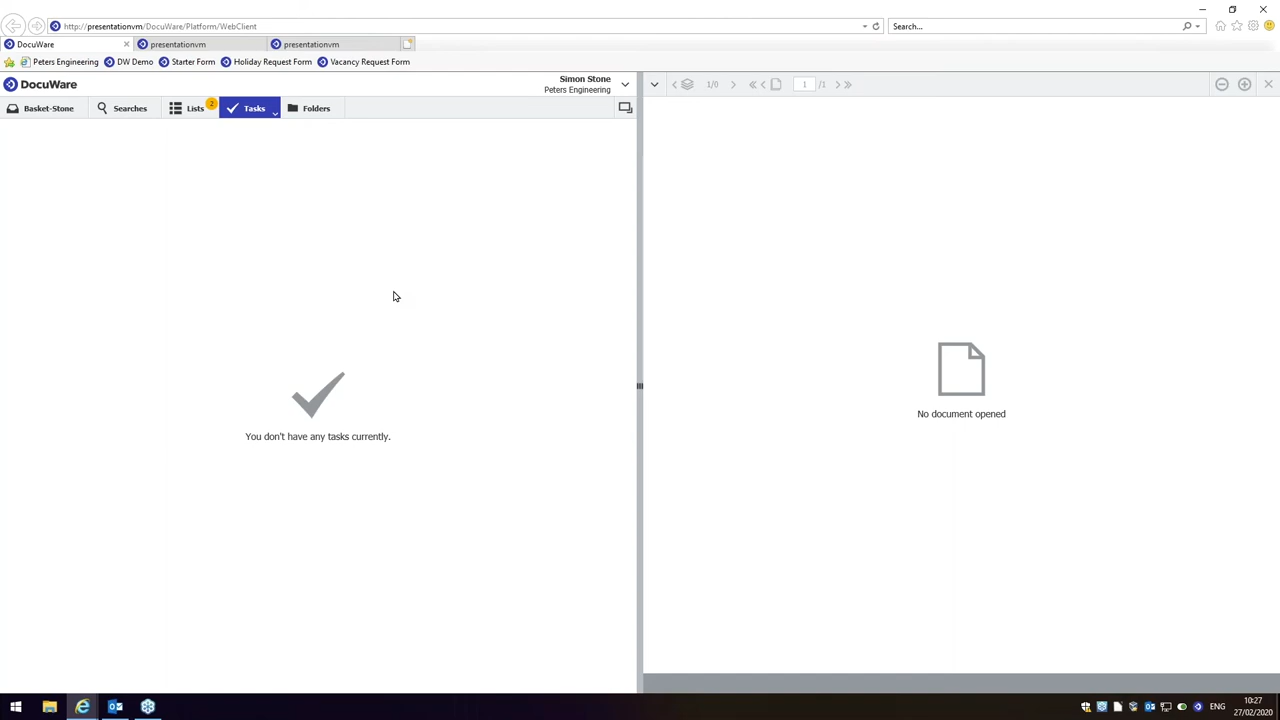 http://presentationvm/DocuWare/Platform/WebClient
Search...
DocuWare
presentationvm
presentationvm
Peters Engineering
DW Demo
Starter Form
Holiday Request Form
Vacancy Request Form
DocuWare
Simon Stone
Peters Engineering
1/0
1
/1
Basket-Stone
Searches
Lists
2
Tasks
Folders
You don't have any tasks currently.
No document opened
ENG
10:27
27/02/2020